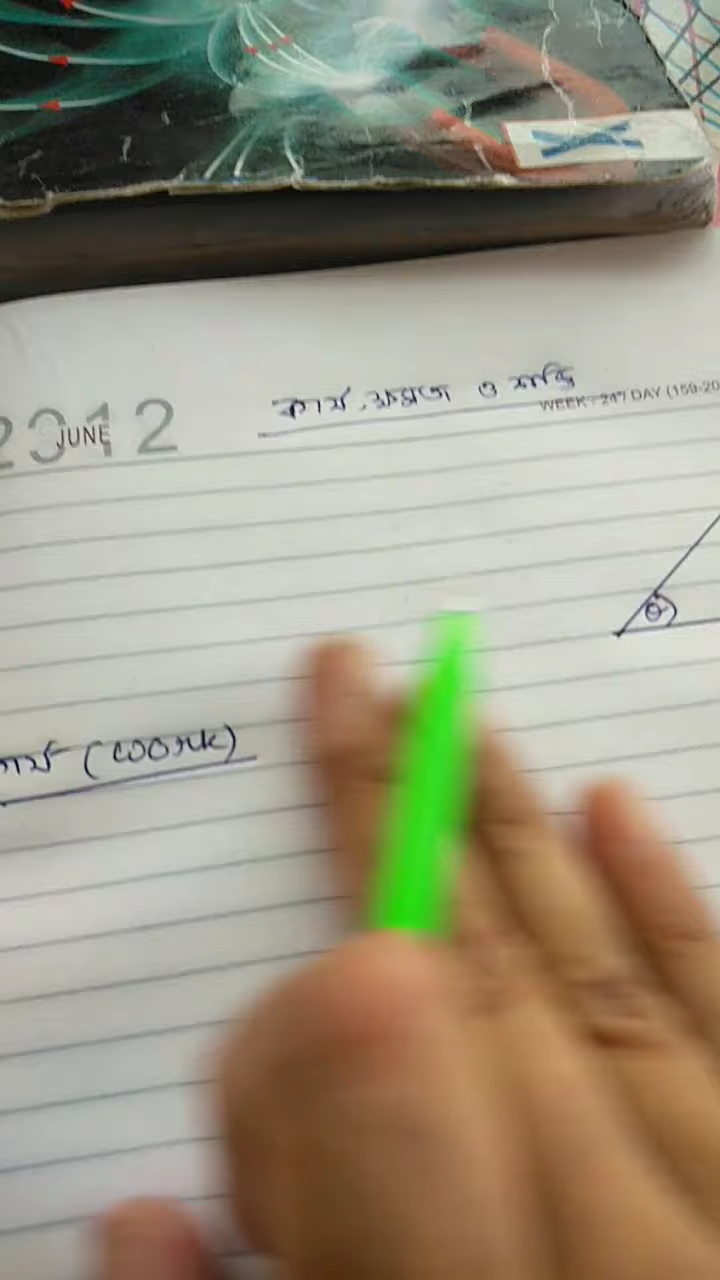 কার্য, ক্ষমতা ও শক্তি
2012
JUNE
WEEK - 24
DAY (159-20
θ
কার্য (work)